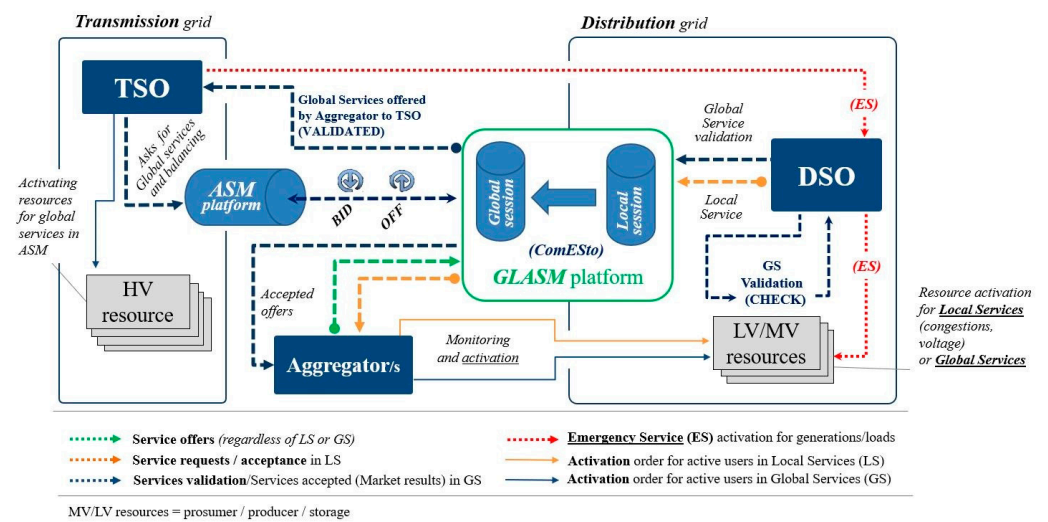 Transmission grid
Distribution grid
TSO
(ES)
Global Services offered
by Aggregator to TSO
(VALIDATED)
Global
Service
validation
Asks for
Global services
and balancing
DSO
Activating
resources
for global
services in
ASM
ASM
platform
BID
OFF
Global
session
Local
session
Local
Service
(ComESto)
GLASM platform
GS
Validation
(CHECK)
(ES)
HV
resource
Accepted
offers
Resource activation
for Local Services
(congestions,
voltage)
or Global Services
Monitoring
and activation
LV/MV
resources
Aggregator/s
Service offers (regardless of LS or GS)
Service requests / acceptance in LS
Services validation/Services accepted (Market results) in GS
Emergency Service (ES) activation for generations/loads
Activation order for active users in Local Services (LS)
Activation order for active users in Global Services (GS)
MV/LV resources = prosumer / producer / storage